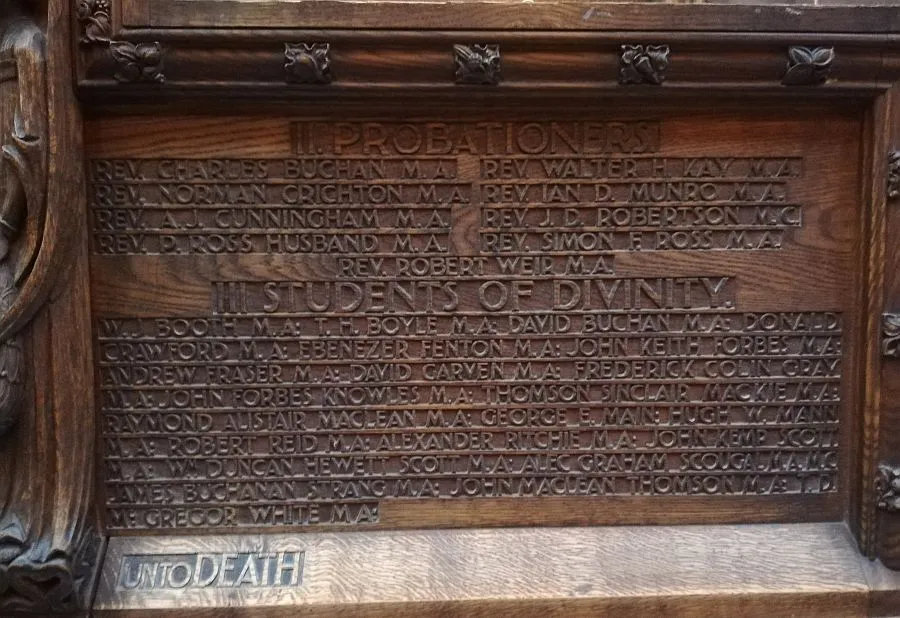 II. PROBATIONERS.
REV. CHARLES BUCHAN M.A. REV. WALTER H. KAY M.A.
REV. NORMAN CRICHTON M.A. REV. IAN D. MUNRO M.A.
REV. A.J. CUNNINGHAM M.A. REV. J.D. ROBERTSON M.C.
REV. P. ROSS HUSBAND M.A. REV. SIMON F. ROSS M.A.
REV. ROBERT WEIR M.A.
III STUDENTS OF DIVINITY.
W.J. BOOTH M.A: T.H. BOYLE M.A: DAVID BUCHAN M.A: DONALD
CRAWFORD M.A: EBENEZER FENTON M.A: JOHN KEITH FORBES M.A:
ANDREW FRASER M.A: DAVID GARVEN M.A: FREDERICK COLIN GRAY
M.A: JOHN FORBES KNOWLES M.A: THOMSON SINCLAIR MACKIE M.A:
RAYMOND ALISTAIR MACLEAN M.A: GEORGE E. MAIN: HUGH W. MANN
M.A: ROBERT REID M.A. ALEXANDER RITCHIE M.A: JOHN KEMP SCOTT
M.A: WM DUNCAN HEWETT SCOTT M.A: ALEC GRAHAM SCOUGAL M.A. M.C
JAMES BUCHANAN STRANG M.A: JOHN MACLEAN THOMSON M.A: T.D.
MC GREGOR WHITE M.A:
UNTO DEATH